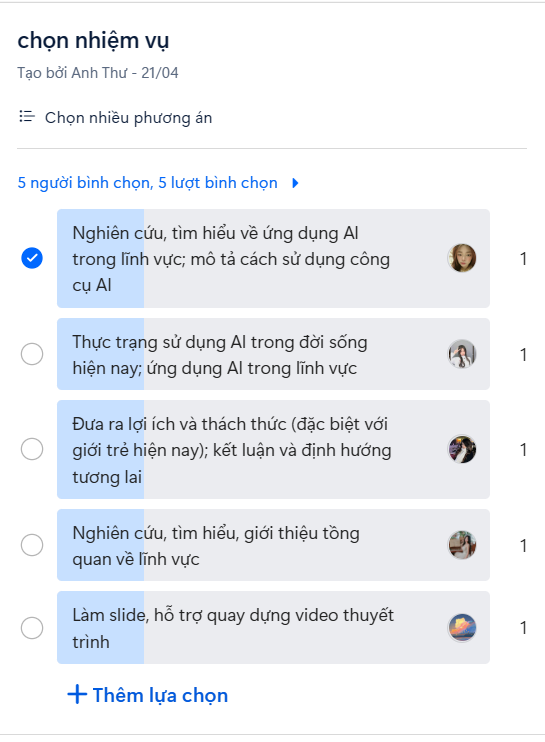 chọn nhiệm vụ
Tạo bởi Anh Thư - 21/04
Chọn nhiều phương án
5 người bình chọn, 5 lượt bình chọn
Nghiên cứu, tìm hiểu về ứng dụng AI
trong lĩnh vực; mô tả cách sử dụng công
cụ AI
1
Thực trạng sử dụng AI trong đời sống
hiện nay; ứng dụng AI trong lĩnh vực
1
Đưa ra lợi ích và thách thức (đặc biệt với
giới trẻ hiện nay); kết luận và định hướng
tương lai
1
Nghiên cứu, tìm hiểu, giới thiệu tồng
quan về lĩnh vực
1
Làm slide, hỗ trợ quay dựng video thuyết
trình
1
Thêm lựa chọn